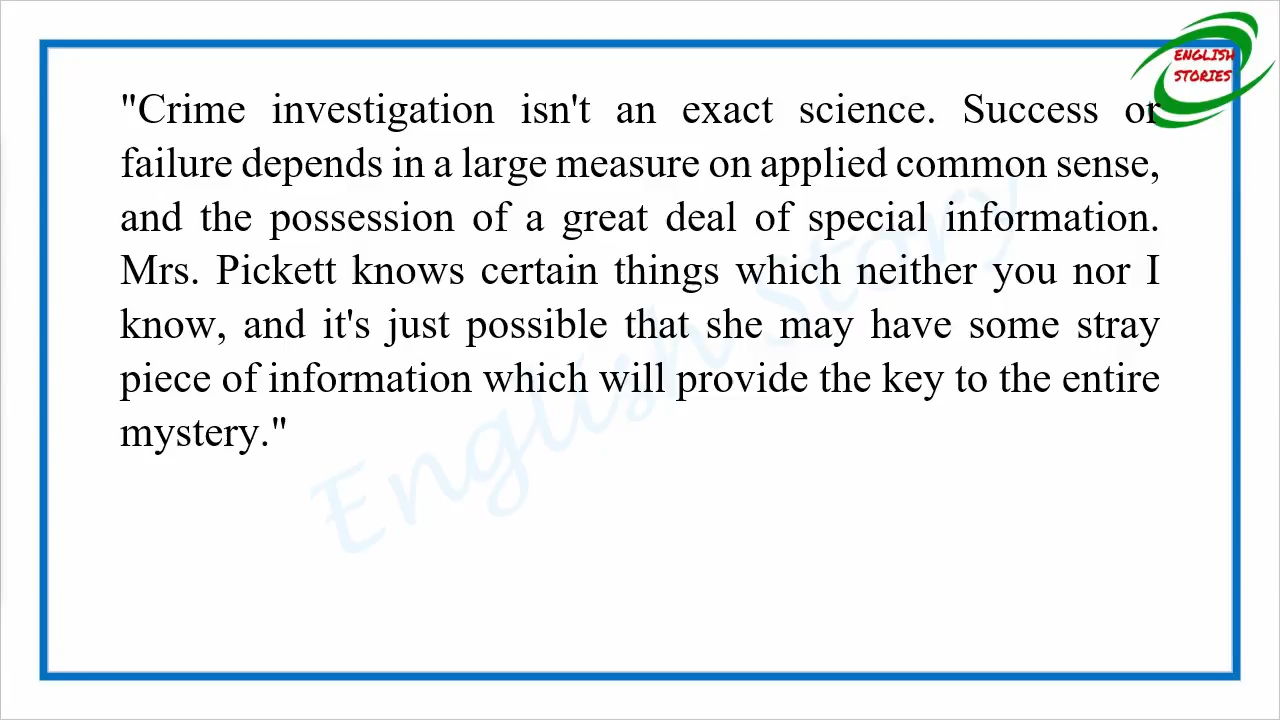 ENGLISH
STORIES
"Crime investigation isn't an exact science. Success or
failure depends in a large measure on applied common sense,
and the possession of a great deal of special information.
Mrs. Pickett knows certain things which neither you nor I
know, and it's just possible that she may have some stray
piece of information which will provide the key to the entire
mystery."
English Story